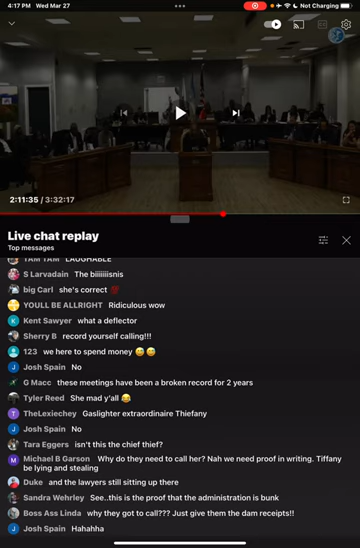 4:17 PM Wed Mar 27
Not Charging
2:11:35 / 3:32:17
Live chat replay
Top messages
TAM TAM LAUGHABLE
S Larvadain The biiiiiiisnis
big Carl she's correct 💯
YOULL BE ALLRIGHT Ridiculous wow
Kent Sawyer what a deflector
Sherry B record yourself calling!!!
123 we here to spend money 😅 😅
Josh Spain No
G Macc these meetings have been a broken record for 2 years
Tyler Reed She mad y'all 😂
TheLexiechey Gaslighter extraordinaire Thiefany
Josh Spain No
Tara Eggers isn't this the chief thief?
Michael B Garson Why do they need to call her? Nah we need proof in writing. Tiffany
be lying and stealing
Duke and the lawyers still sitting up there
Sandra Wehrley See..this is the proof that the administration is bunk
Boss Ass Linda why they got to call??? Just give them the dam receipts!!
Josh Spain Hahahha